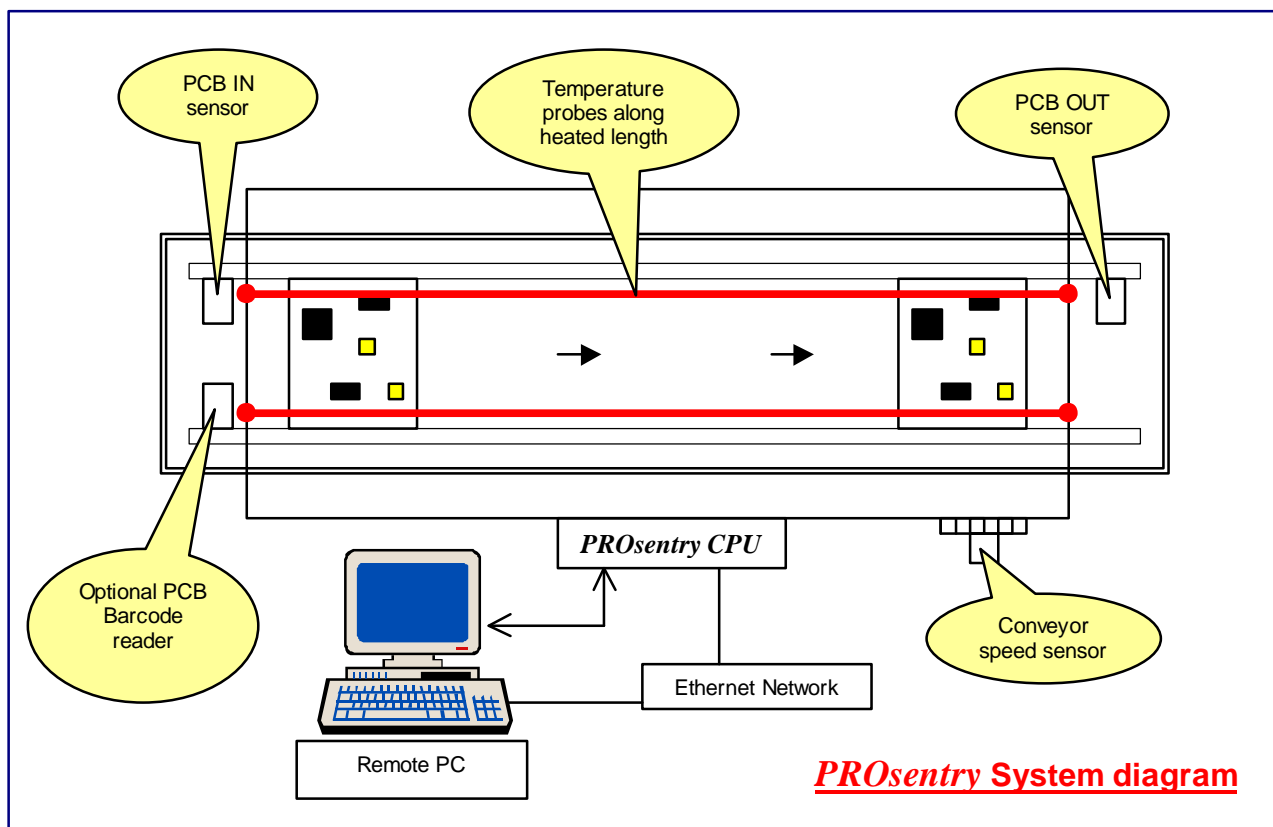 PCB IN
sensor
Temperature
probes along
heated length
PCB OUT
sensor
PROsentry CPU
Optional PCB
Barcode
reader
Conveyor
speed sensor
Ethernet Network
Remote PC
PROsentry System diagram